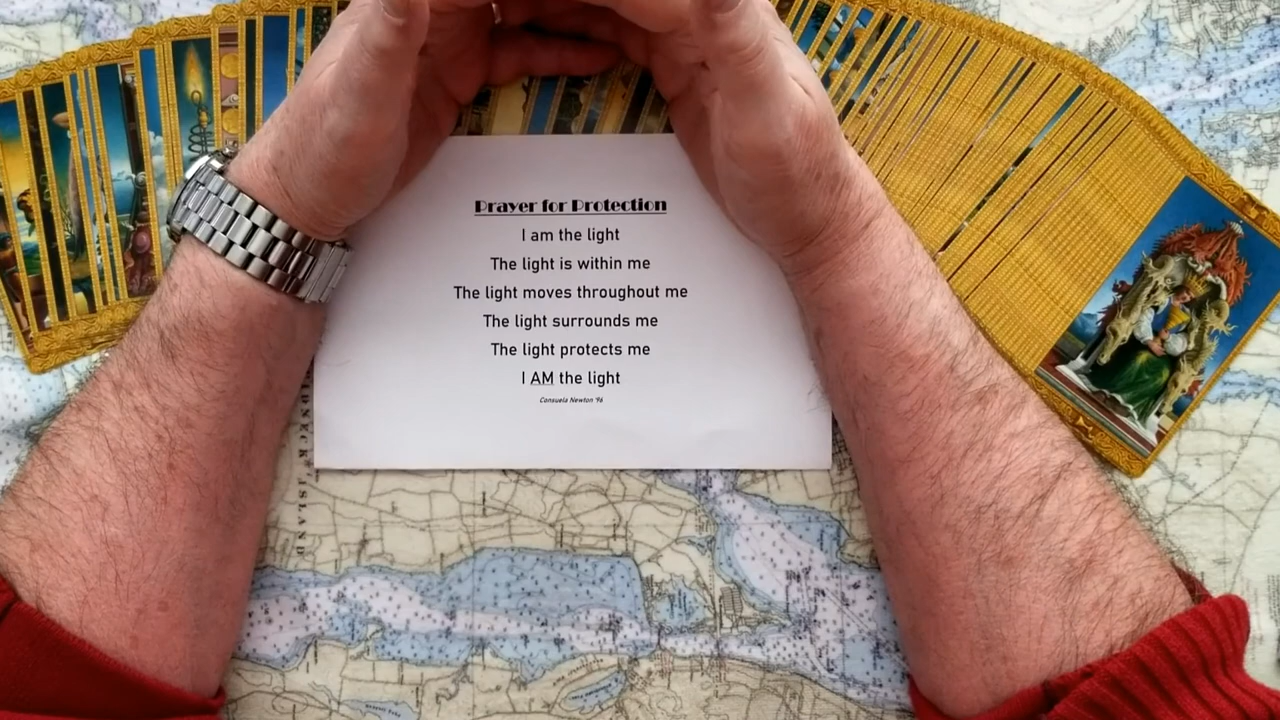 Prayer for Protection
I am the light
The light is within me
The light moves throughout me
The light surrounds me
The light protects me
I AM the light
Consuela Newton '96
ISLAND